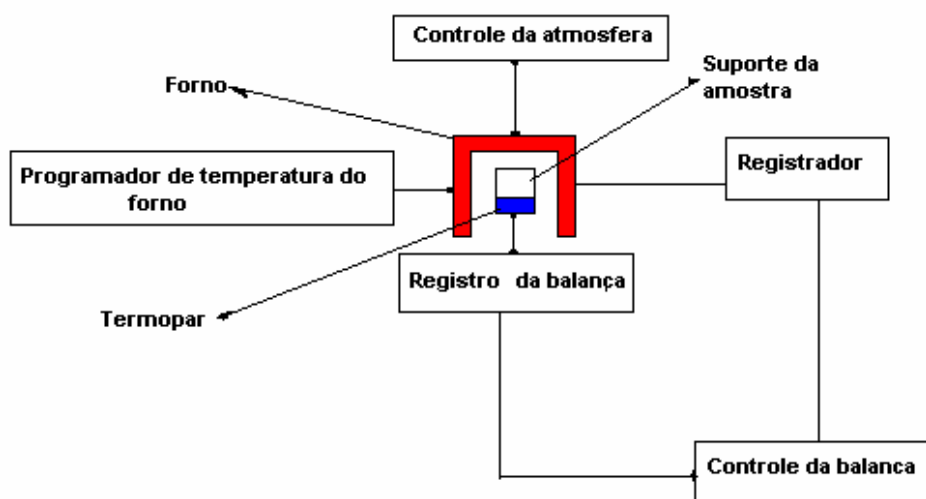 Controle da atmosfera
Forno
Suporte da
amostra
Programador de temperatura do
forno
Registrador
Registro da balança
Termopar
Controle da balanca